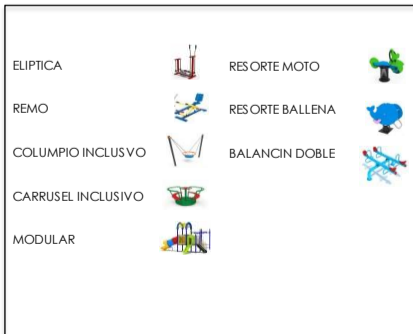 ELIPTICA
REMO
COLUMPIO INCLUSVO
CARRUSEL INCLUSIVO
MODULAR
RESORTE MOTO
RESORTE BALLENA
BALANCIN DOBLE